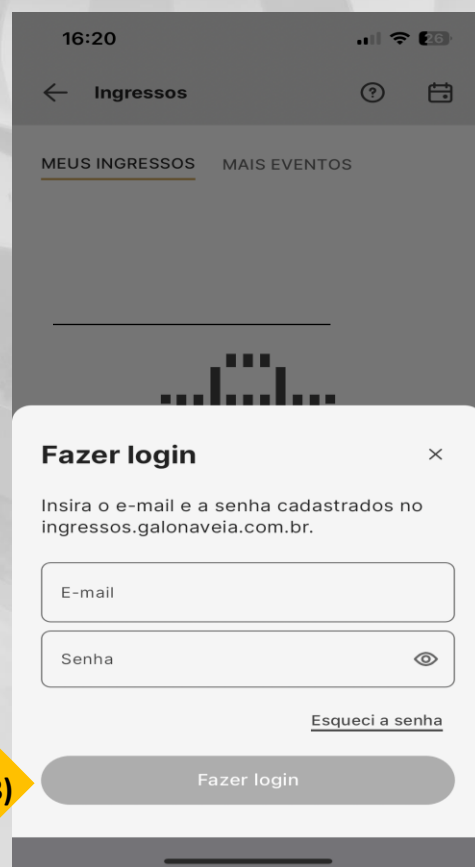 16:20
26
Ingressos
MEUS INGRESSOS MAIS EVENTOS
Fazer login
Insira o e-mail e a senha cadastrados no
ingressos.galonaveia.com.br.
E-mail
Senha
Esqueci a senha
Fazer login